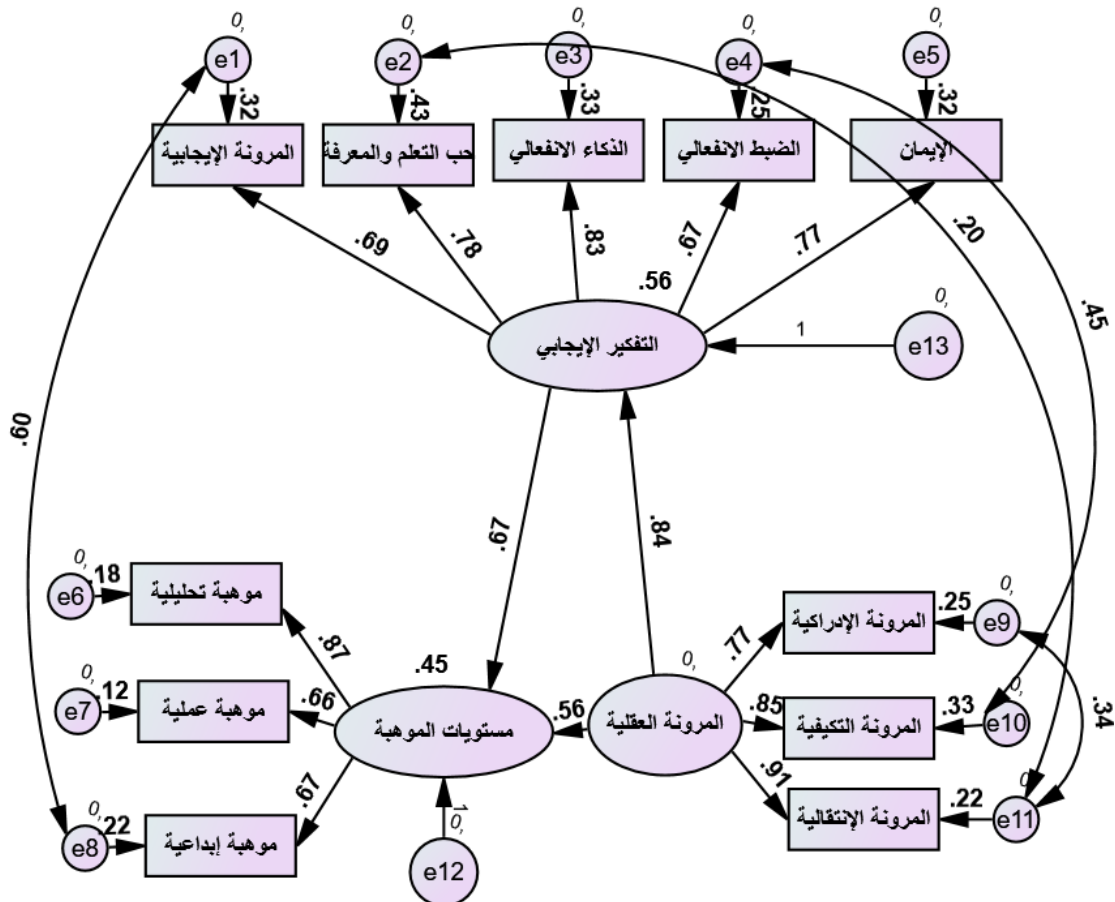 0, 0, 0, 0, 0,
e1 e2 e3 e4 e5
.32 .43 .33 .25 .32
المرونة الإيجابية
حب التعلم والمعرفة
الذكاء الانفعالي
الضبط الانفعالي
الإيمان
.69 .78 .83 .67 .77
.20
.45
.56
التفكير الإيجابي
1
0,
e13
.60
.67
.84
0,
e6
.18
موهبة تحليلية
.87
0,
e7
.12
موهبة عملية
.66
0,
e8
.22
موهبة إبداعية
.67
.45
مستويات الموهبة
.56
0,
المرونة العقلية
1
0,
e12
.77
المرونة الإدراكية
.25
0,
e9
.85
المرونة التكيفية
.33
0,
e10
.91
المرونة الإنتقالية
.22
0,
e11
.34